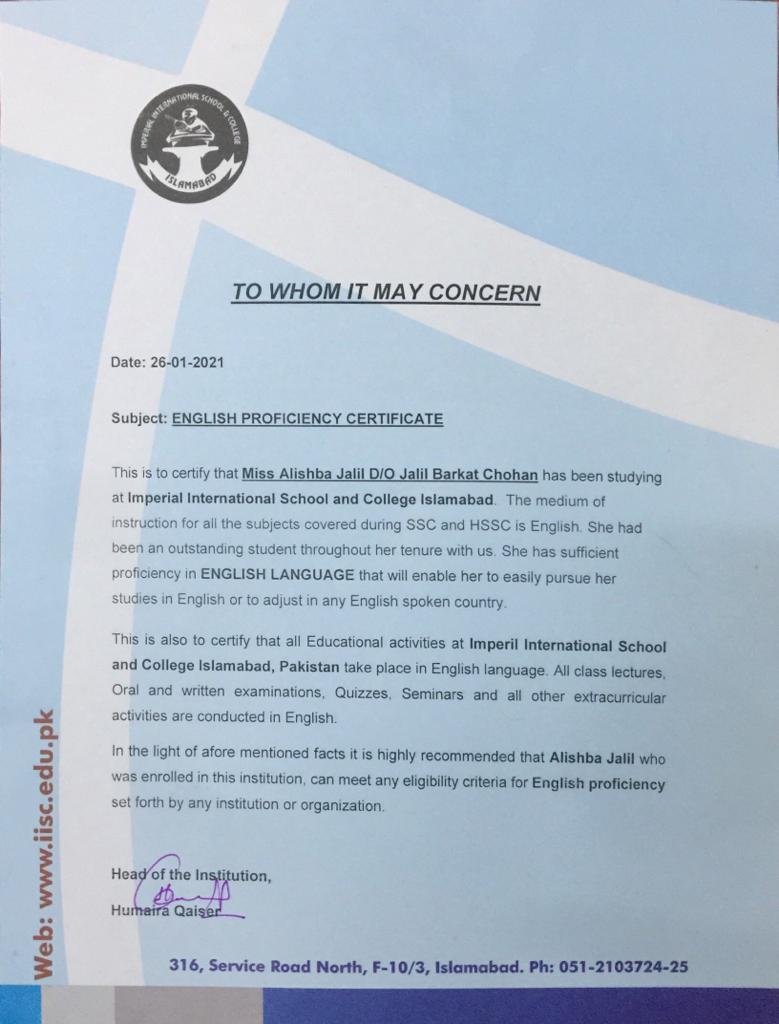 IMPERIAL INTERNATIONAL SCHOOL & COLLEGE
ISLAMABAD
TO WHOM IT MAY CONCERN
Date: 26-01-2021
Subject: ENGLISH PROFICIENCY CERTIFICATE
This is to certify that Miss Alishba Jalil D/O Jalil Barkat Chohan has been studying
at Imperial International School and College Islamabad. The medium of
instruction for all the subjects covered during SSC and HSSC is English. She had
been an outstanding student throughout her tenure with us. She has sufficient
proficiency in ENGLISH LANGUAGE that will enable her to easily pursue her
studies in English or to adjust in any English spoken country.
This is also to certify that all Educational activities at Imperil International School
and College Islamabad, Pakistan take place in English language. All class lectures,
Oral and written examinations, Quizzes, Seminars and all other extracurricular
activities are conducted in English.
In the light of afore mentioned facts it is highly recommended that Alishba Jalil who
was enrolled in this institution, can meet any eligibility criteria for English proficiency
set forth by any institution or organization.
Head of the Institution,
Humaira Qaiser
Web: www.iisc.edu.pk
316, Service Road North, F-10/3, Islamabad. Ph: 051-2103724-25